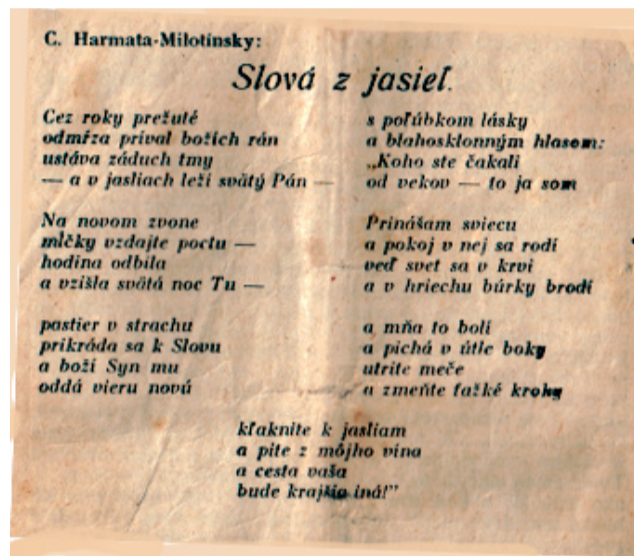 C. Harmata-Milotínsky:
Slová z jasieľ.
Cez roky prežuté
odmŕza príval božích rán
ustáva záduch tmy
— a v jasliach leží svätý Pán —
Na novom zvone
mĺčky vzdajte poctu —
hodina odbila
a vzišla svätá noc Tu —
pastier v strachu
prikráda sa k Slovu
a boží Syn mu
oddá vieru novú
s poľúbkom lásky
a blahosklonným hlasom:
„Koho ste čakali
od vekov — to ja som
Prinášam sviecu
a pokoj v nej sa rodí
veď svet sa v krvi
a v hriechu búrky brodí
a mňa to bolí
a pichá v útle boky
utrite meče
a zmeňte ťažké kroky
kľaknite k jasliam
a pite z môjho vína
a cesta vaša
bude krajšia iná!”